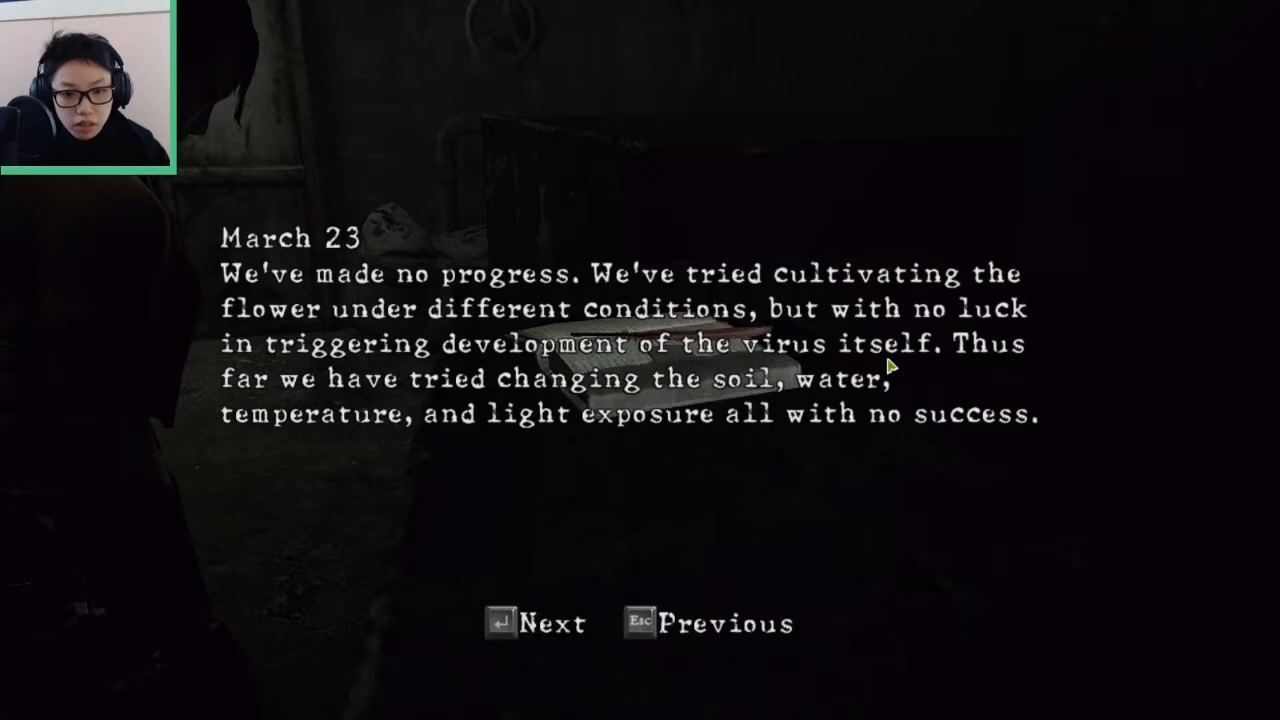 March 23
We've made no progress. We've tried cultivating the
flower under different conditions, but with no luck
in triggering development of the virus itself. Thus
far we have tried changing the soil, water,
temperature, and light exposure all with no success.
↵ Next Esc Previous